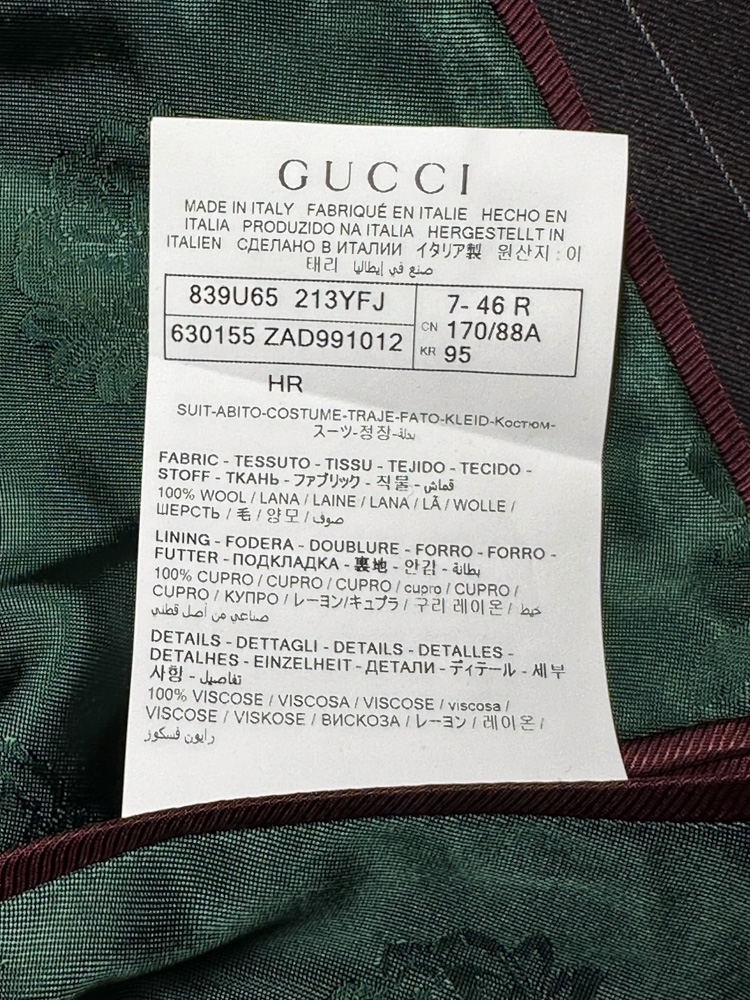 GUCCI
MADE IN ITALY FABRIQUÉ EN ITALIE HECHO EN
ITALIA PRODUZIDO NA ITALIA HERGESTELLT IN
ITALIEN СДЕЛАНО В ИТАЛИИ イタリア製 원산지 : 이
태리 صنع في إيطاليا
839U65 213YFJ
7- 46 R
630155 ZAD991012
CN 170/88A
KR 95
HR
SUIT-ABITO-COSTUME-TRAJE-FATO-KLEID-Костюм-
スーツ-정장-بدلة
FABRIC - TESSUTO - TISSU - TEJIDO - TECIDO -
STOFF - ТКАНЬ - ファブリック - 직물 - قماش
100% WOOL / LANA / LAINE / LANA / LÃ / WOLLE /
ШЕРСТЬ / 毛 / 양모 / صوف
LINING - FODERA - DOUBLURE - FORRO - FORRO -
FUTTER - ПОДКЛАДКА - 裏地 - 안감 - بطانة
100% CUPRO / CUPRO / CUPRO / cupro / CUPRO /
CUPRO / КУПРО / レーヨン/キュプラ / 구리 레이온 / خيط
صناعي من أصل قطني
DETAILS - DETTAGLI - DETAILS - DETALLES -
DETALHES - EINZELHEIT - ДЕТАЛИ - ディテール - 세부
사항 - تفاصيل
100% VISCOSE / VISCOSA / VISCOSE / viscosa /
VISCOSE / VISKOSE / ВИСКОЗА / レーヨン / 레이온 /
رايون فسكوز